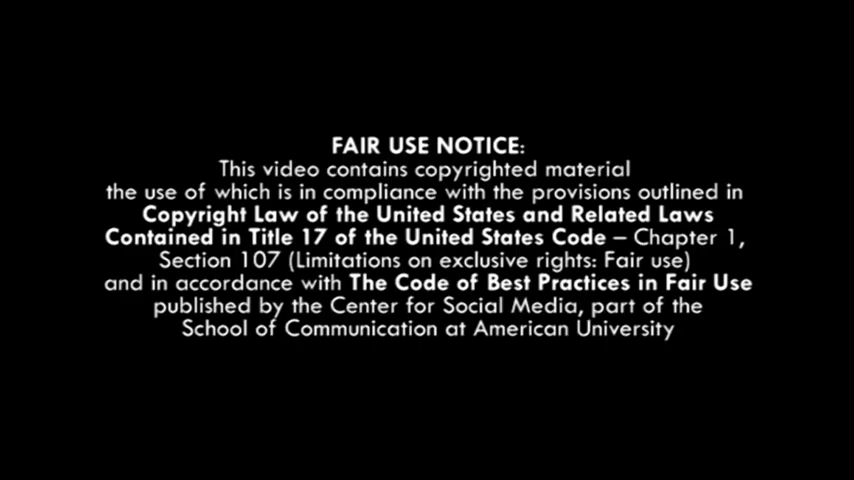 FAIR USE NOTICE:
This video contains copyrighted material
the use of which is in compliance with the provisions outlined in
Copyright Law of the United States and Related Laws
Contained in Title 17 of the United States Code – Chapter 1,
Section 107 (Limitations on exclusive rights: Fair use)
and in accordance with The Code of Best Practices in Fair Use
published by the Center for Social Media, part of the
School of Communication at American University